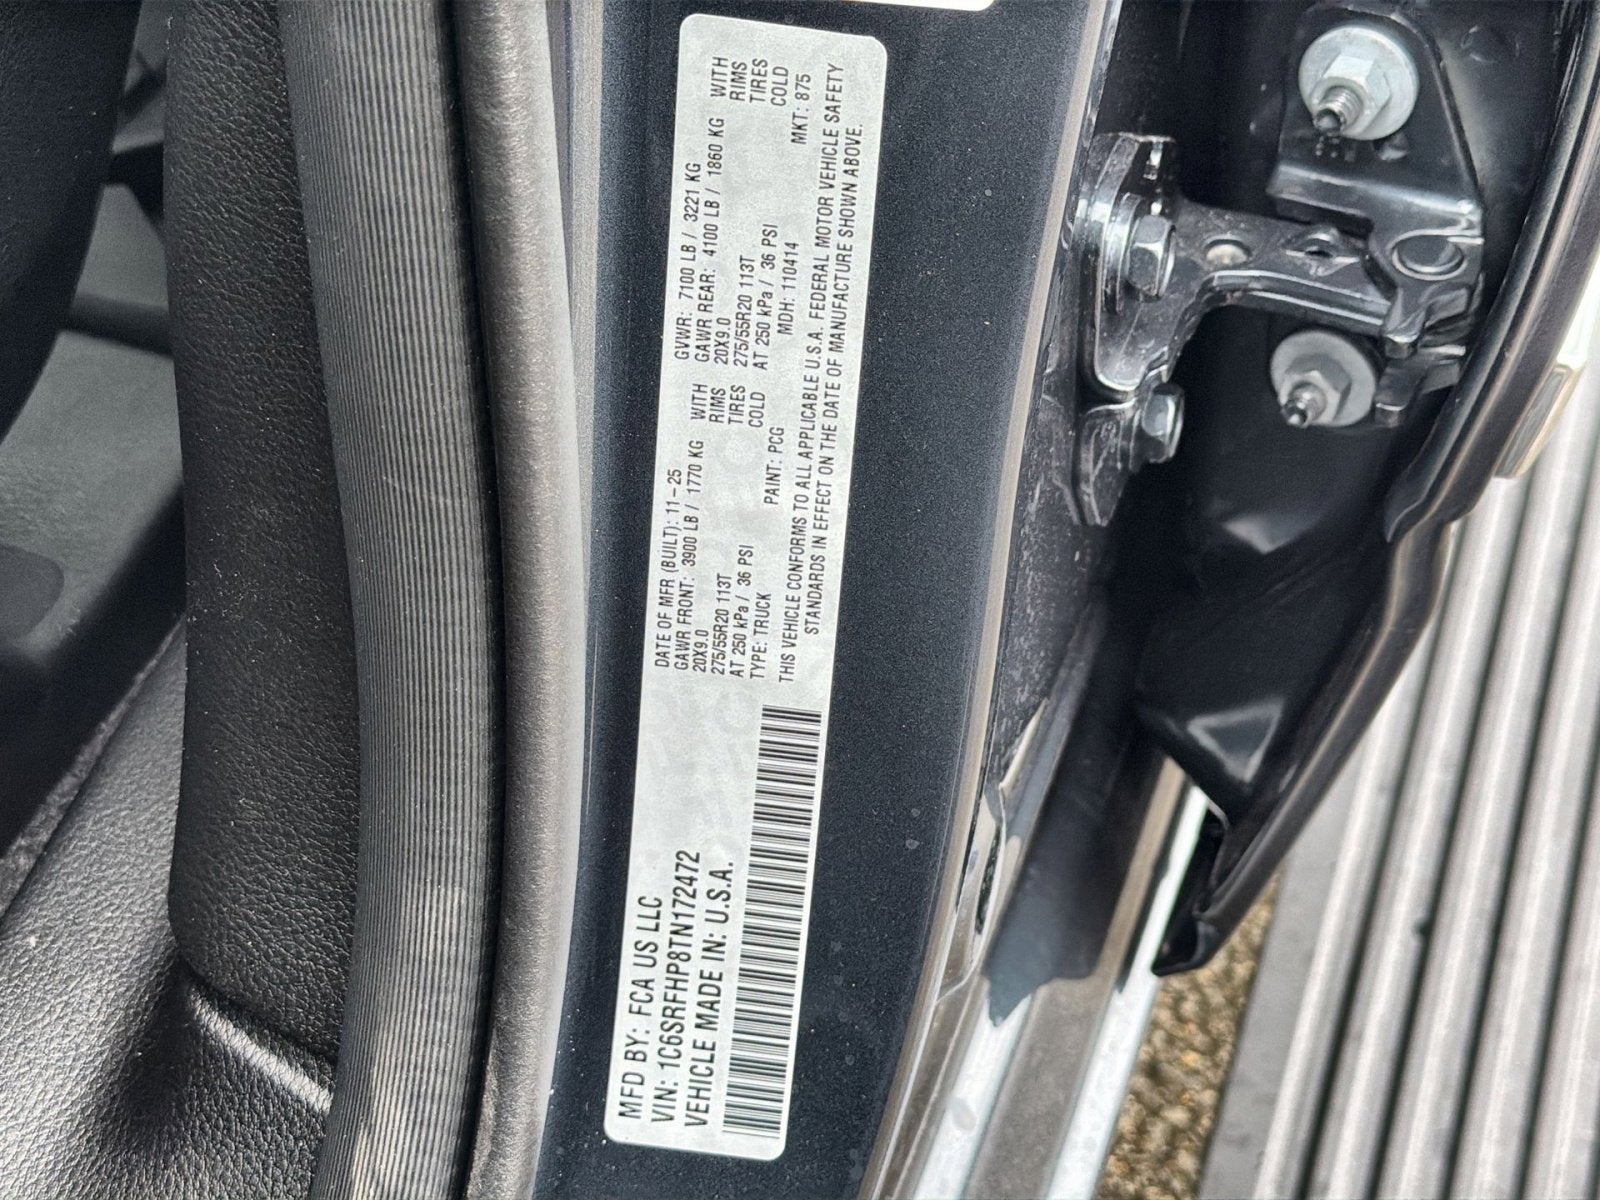 MFD BY: FCA US LLC
VIN: 1C6SRFHP8TN172472
VEHICLE MADE IN: U.S.A.
DATE OF MFR (BUILT): 11-25 GVWR: 7100 LB / 3221 KG
GAWR FRONT: 3900 LB / 1770 KG WITH GAWR REAR: 4100 LB / 1860 KG WITH
20X9.0 RIMS 20X9.0 RIMS
275/55R20 113T TIRES 275/55R20 113T TIRES
AT 250 kPa / 36 PSI COLD AT 250 kPa / 36 PSI COLD
TYPE: TRUCK PAINT: PCG MDH: 110414 MKT: 875
THIS VEHICLE CONFORMS TO ALL APPLICABLE U.S.A. FEDERAL MOTOR VEHICLE SAFETY
STANDARDS IN EFFECT ON THE DATE OF MANUFACTURE SHOWN ABOVE.